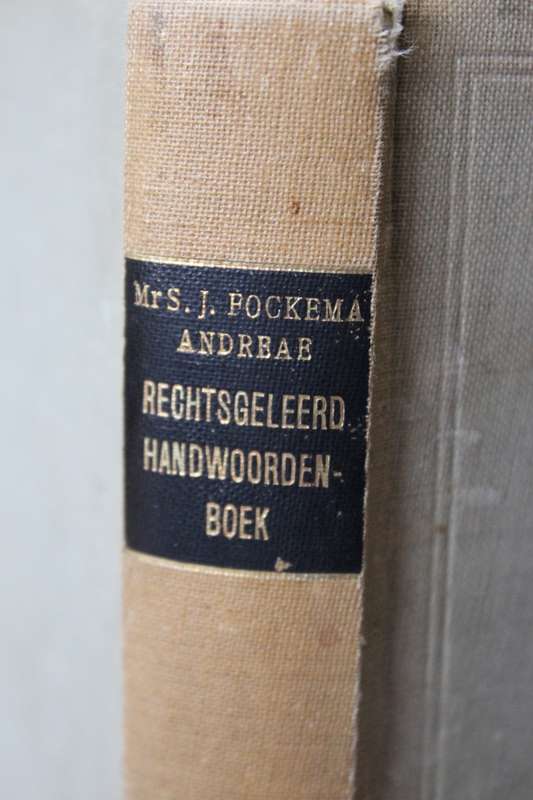 Mr S. J. FOCKEMA
ANDREAE
RECHTSGELEERD
HANDWOORDEN-
BOEK